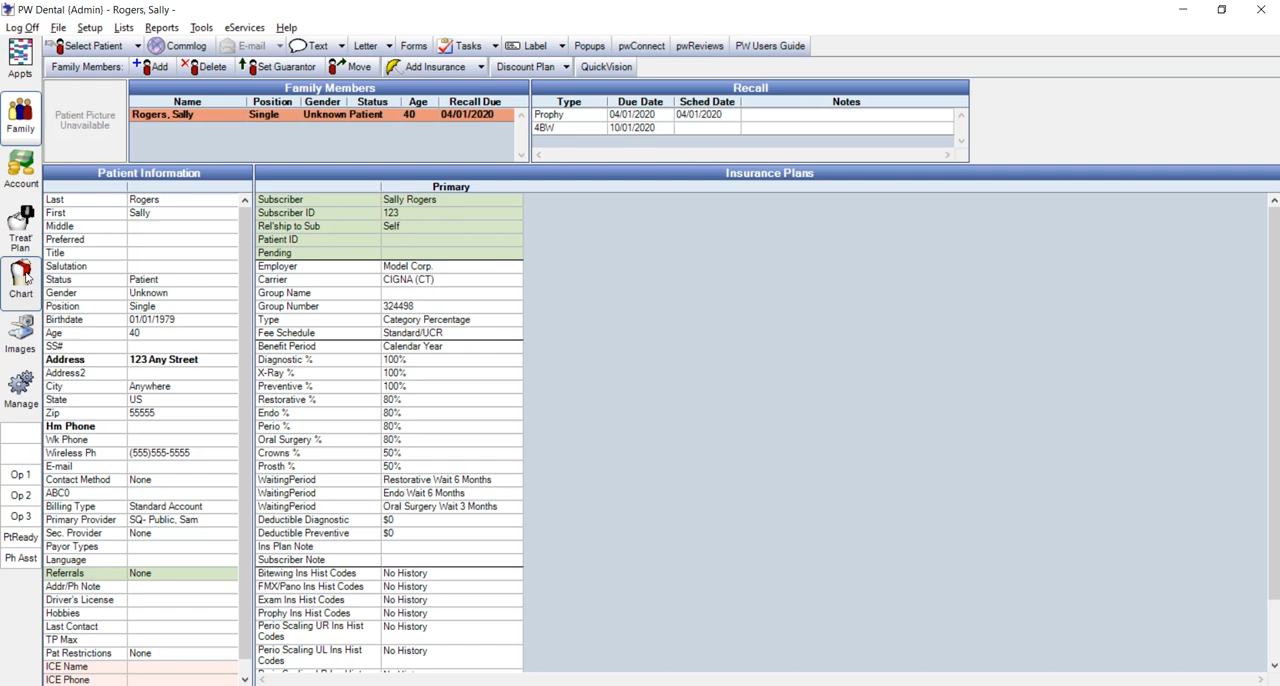 PW Dental {Admin} - Rogers, Sally -
Log Off File Setup Lists Reports Tools eServices Help
Select Patient Commlog E-mail Text Letter Forms Tasks Label Popups pwConnect pwReviews PW Users Guide
Family Members: Add Delete Set Guarantor Move Add Insurance Discount Plan QuickVision
Appts
Family
Account
Treat' Plan
Chart
Images
Manage
Op 1
Op 2
Op 3
PtReady
Ph Asst
Patient Picture
Unavailable
Family Members
Name Position Gender Status Age Recall Due
Rogers, Sally Single Unknown Patient 40 04/01/2020
Recall
Type Due Date Sched Date Notes
Prophy 04/01/2020 04/01/2020
4BW 10/01/2020
Patient Information
Last Rogers
First Sally
Middle
Preferred
Title
Salutation
Status Patient
Gender Unknown
Position Single
Birthdate 01/01/1979
Age 40
SS#
Address 123 Any Street
Address2
City Anywhere
State US
Zip 55555
Hm Phone
Wk Phone
Wireless Ph (555)555-5555
E-mail
Contact Method None
ABC0
Billing Type Standard Account
Primary Provider SQ- Public, Sam
Sec. Provider None
Payor Types
Language
Referrals None
Addr/Ph Note
Driver's License
Hobbies
Last Contact
TP Max
Pat Restrictions None
ICE Name
ICE Phone
Insurance Plans
Primary
Subscriber Sally Rogers
Subscriber ID 123
Rel'ship to Sub Self
Patient ID
Pending
Employer Model Corp.
Carrier CIGNA (CT)
Group Name
Group Number 324498
Type Category Percentage
Fee Schedule Standard/UCR
Benefit Period Calendar Year
Diagnostic % 100%
X-Ray % 100%
Preventive % 100%
Restorative % 80%
Endo % 80%
Perio % 80%
Oral Surgery % 80%
Crowns % 50%
Prosth % 50%
WaitingPeriod Restorative Wait 6 Months
WaitingPeriod Endo Wait 6 Months
WaitingPeriod Oral Surgery Wait 3 Months
Deductible Diagnostic $0
Deductible Preventive $0
Ins Plan Note
Subscriber Note
Bitewing Ins Hist Codes No History
FMX/Pano Ins Hist Codes No History
Exam Ins Hist Codes No History
Prophy Ins Hist Codes No History
Perio Scaling UR Ins Hist No History
Codes
Perio Scaling UL Ins Hist No History
Codes